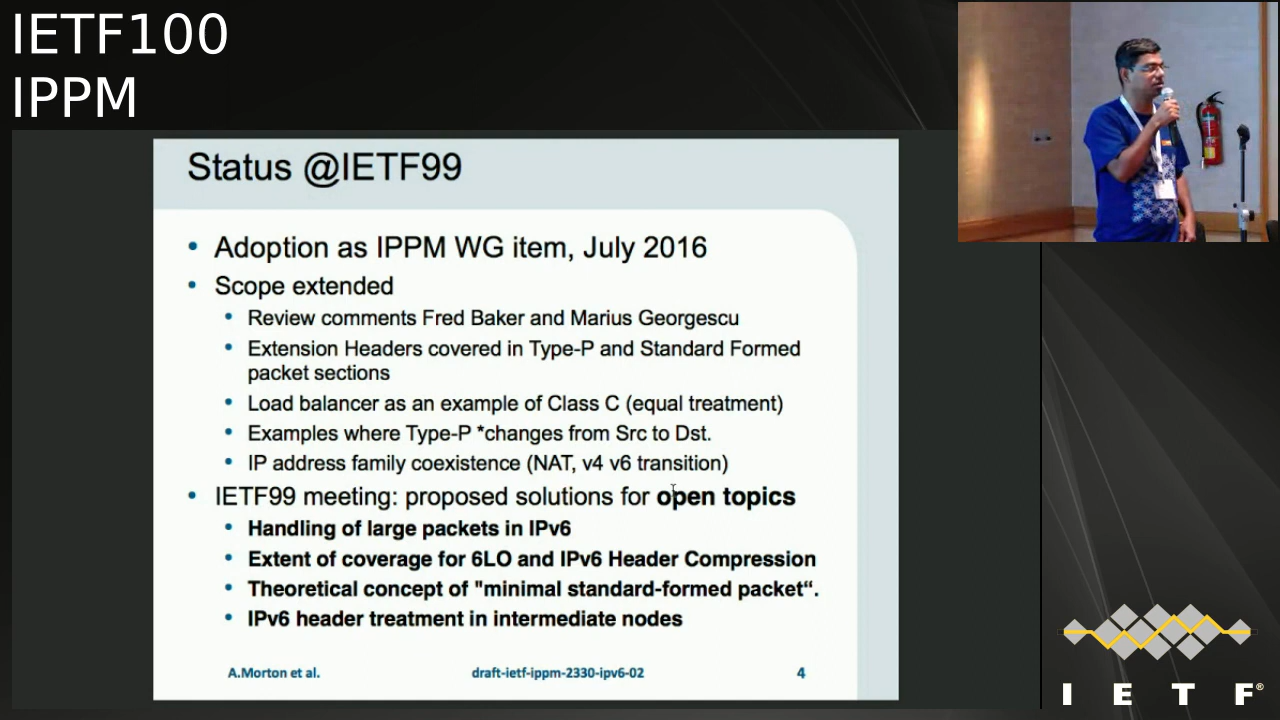 IETF100
IPPM
Status @IETF99
• Adoption as IPPM WG item, July 2016
• Scope extended
• Review comments Fred Baker and Marius Georgescu
• Extension Headers covered in Type-P and Standard Formed
packet sections
• Load balancer as an example of Class C (equal treatment)
• Examples where Type-P *changes from Src to Dst.
• IP address family coexistence (NAT, v4 v6 transition)
• IETF99 meeting: proposed solutions for open topics
• Handling of large packets in IPv6
• Extent of coverage for 6LO and IPv6 Header Compression
• Theoretical concept of "minimal standard-formed packet“.
• IPv6 header treatment in intermediate nodes
A.Morton et al.
draft-ietf-ippm-2330-ipv6-02
4
I E T F®